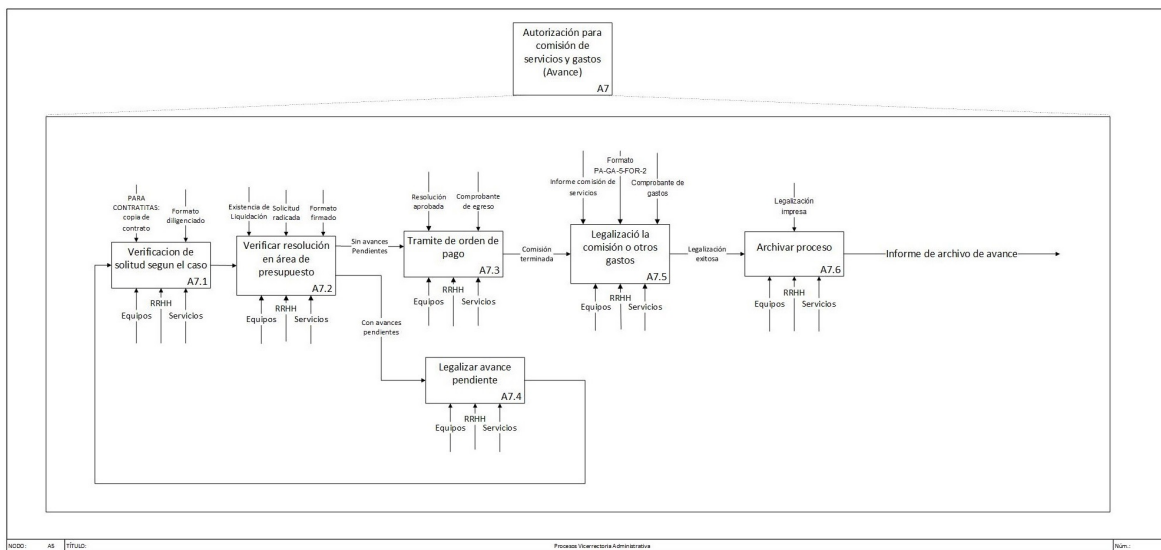 Autorización para
comisión de
servicios y gastos
(Avance)
A7
PARA
CONTRATITAS:
copia de
contrato
Formato
diligenciado
Verificacion de
solitud segun el caso
A7.1
Equipos
RRHH
Servicios
Existencia de
Liquidación
Solicitud
radicada
Formato
firmado
Verificar resolución
en área de
presupuesto
A7.2
Equipos
RRHH
Servicios
Sin avances
Pendientes
Con avances
pendientes
Resolución
aprobada
Comprobante
de egreso
Tramite de orden de
pago
A7.3
Equipos
RRHH
Servicios
Comisión
terminada
Legalizar avance
pendiente
A7.4
Equipos
RRHH
Servicios
Informe comisión de
servicios
Formato
PA-GA-5-FOR-2
Comprobante de
gastos
Legalizació la
comisión o otros
gastos
A7.5
Equipos
RRHH
Servicios
Legalización
exitosa
Legalización
impresa
Archivar proceso
A7.6
Equipos
RRHH
Servicios
Informe de archivo de avance
NODO: A5 TÍTULO: Procesos Vicerrectoria Administrativa Núm.: